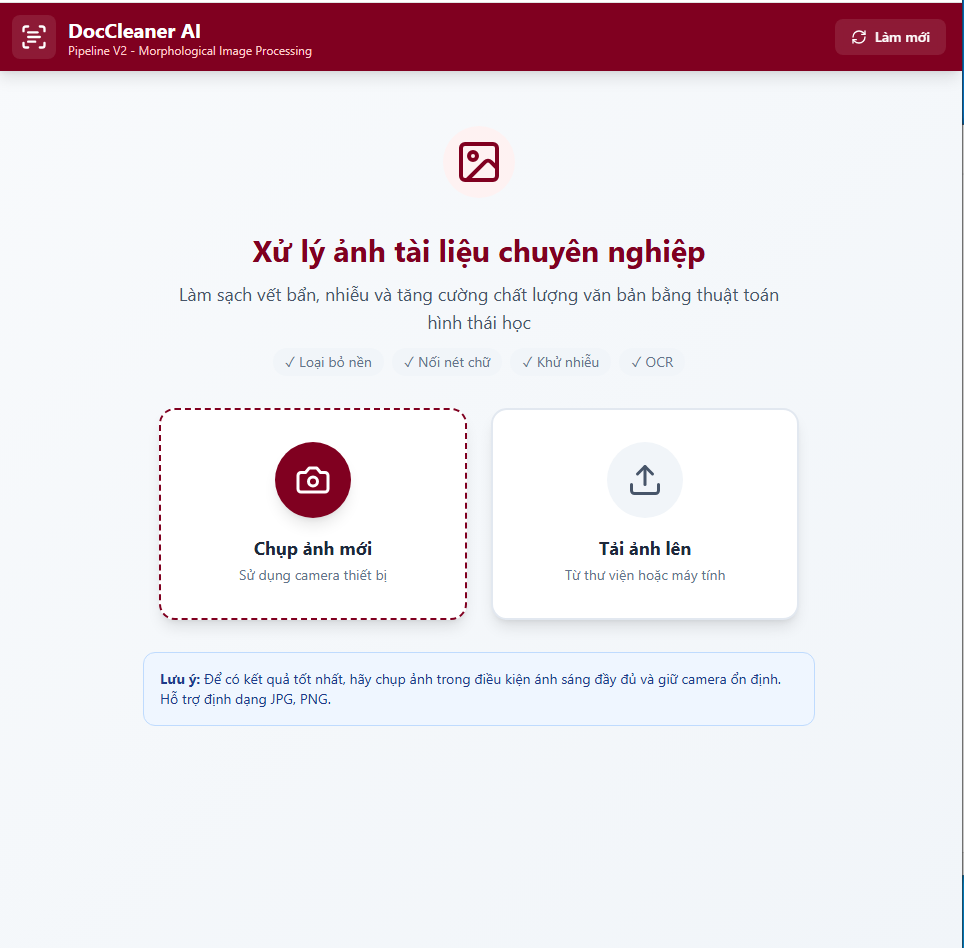 DocCleaner AI
Pipeline V2 - Morphological Image Processing
Làm mới
Xử lý ảnh tài liệu chuyên nghiệp
Làm sạch vết bẩn, nhiễu và tăng cường chất lượng văn bản bằng thuật toán
hình thái học
✓ Loại bỏ nền ✓ Nối nét chữ ✓ Khử nhiễu ✓ OCR
Chụp ảnh mới
Sử dụng camera thiết bị
Tải ảnh lên
Từ thư viện hoặc máy tính
Lưu ý: Để có kết quả tốt nhất, hãy chụp ảnh trong điều kiện ánh sáng đầy đủ và giữ camera ổn định.
Hỗ trợ định dạng JPG, PNG.